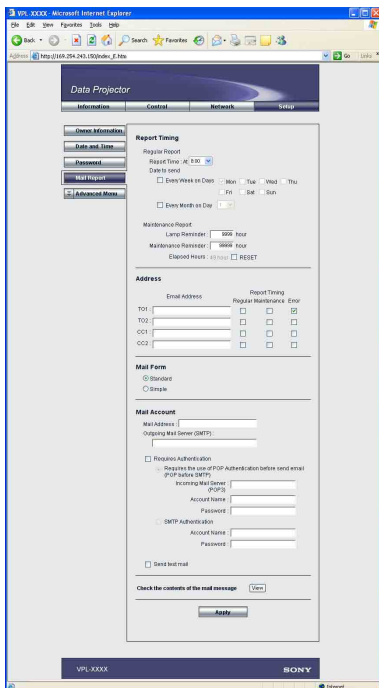 VPL-XXXX - Microsoft Internet Explorer
File Edit View Favorites Tools Help
Back Search Favorites
Address http://169.254.243.150/index_E.htm Go Links
Data Projector
Information Control Network Setup
Owner Information
Date and Time
Password
Mail Report
Advanced Menu
Report Timing
Regular Report
Report Time : At 8:00
Date to send
Every Week on Days Mon Tue Wed Thu
Fri Sat Sun
Every Month on Day 1
Maintenance Report
Lamp Reminder : 9999 hour
Maintenance Reminder : 99999 hour
Elapsed Hours : 48 hour RESET
Address
Email Address
Report Timing
Regular Maintenance Error
TO1 :
TO2 :
CC1 :
CC2 :
Mail Form
Standard
Simple
Mail Account
Mail Address :
Outgoing Mail Server (SMTP) :
Requires Authentication
Requires the use of POP Authentication before send email
(POP before SMTP)
Incoming Mail Server :
(POP3)
Account Name :
Password :
SMTP Authentication
Account Name :
Password :
Send test mail
Check the contents of the mail message View
Apply
VPL-XXXX SONY
Internet